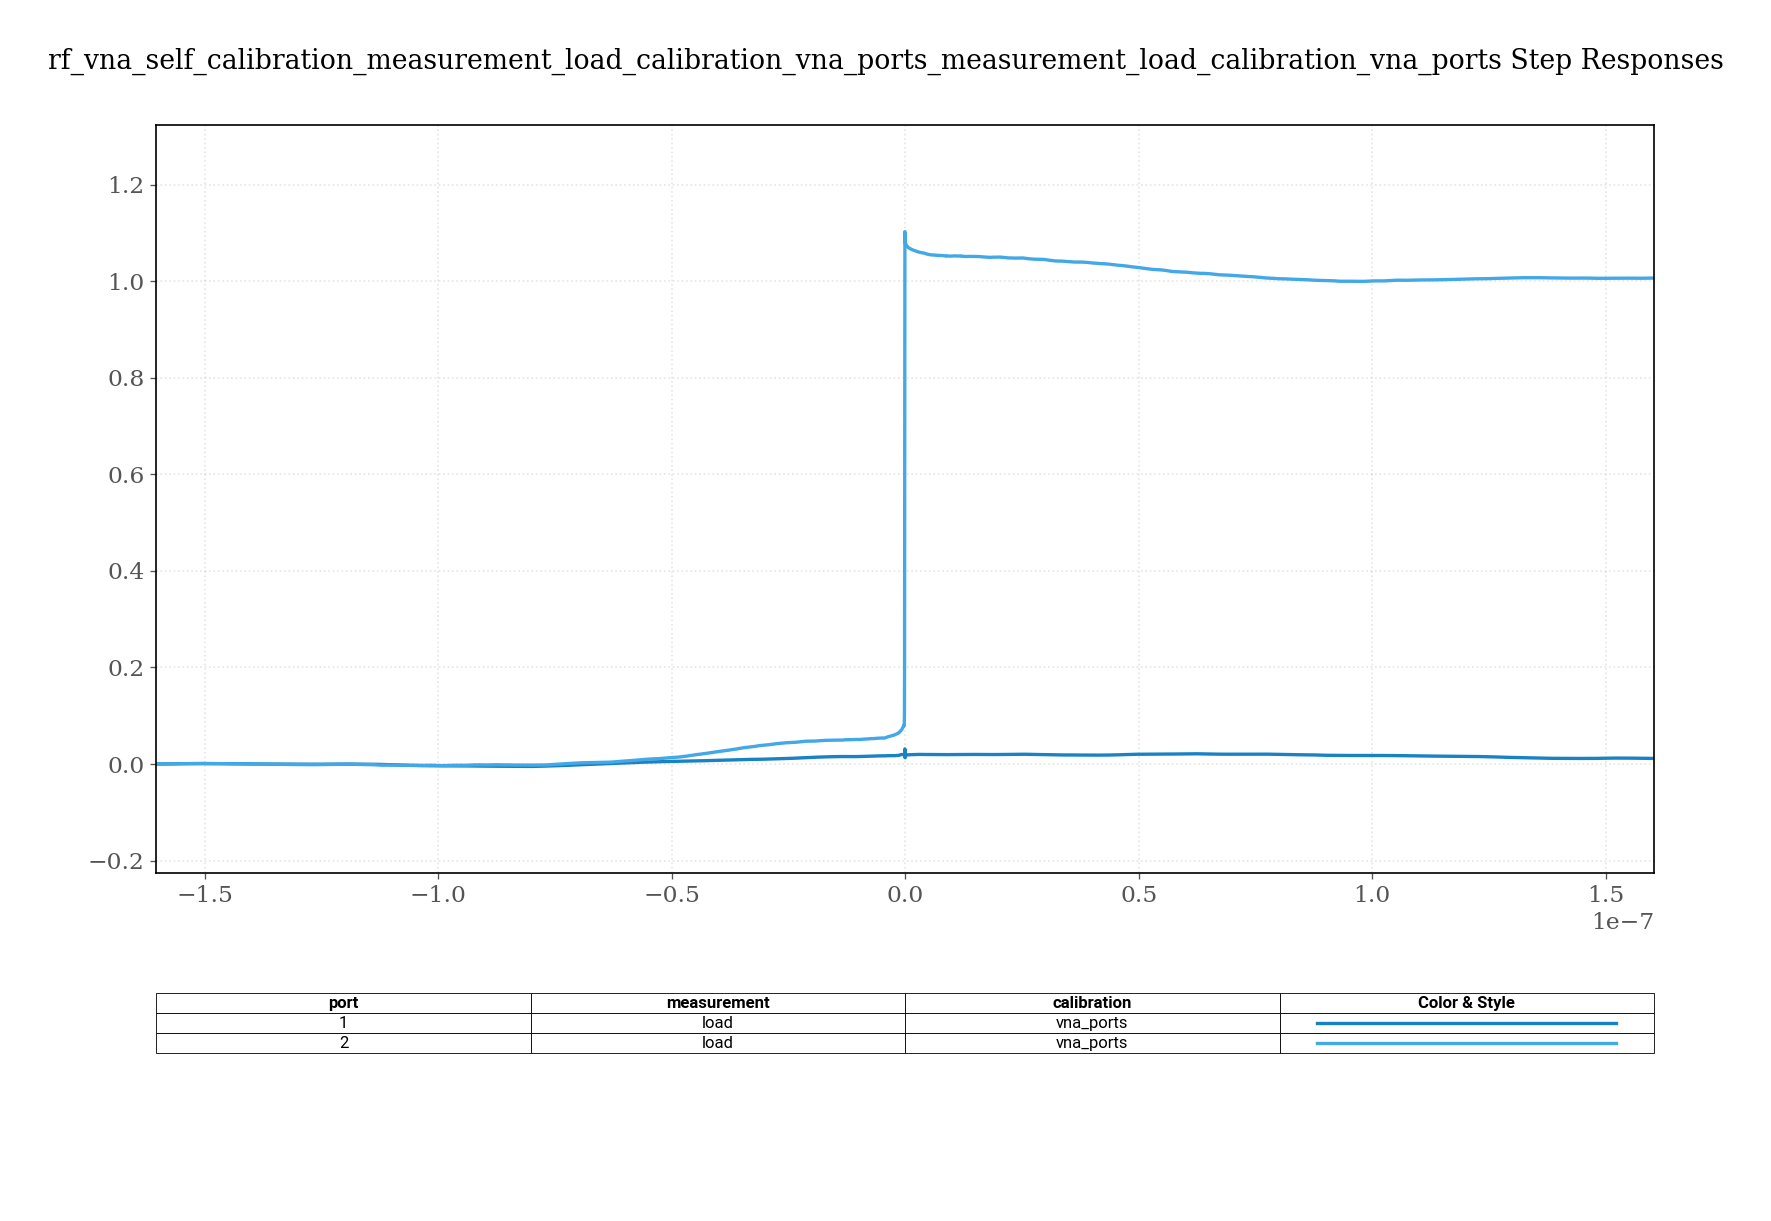 rf_vna_self_calibration_measurement_load_calibration_vna_ports_measurement_load_calibration_vna_ports Step Responses
1.2
1.0
0.8
0.6
0.4
0.2
0.0
−0.2
−1.5 −1.0 −0.5 0.0 0.5 1.0 1.5
1e−7
port measurement calibration Color & Style
1 load vna_ports
2 load vna_ports